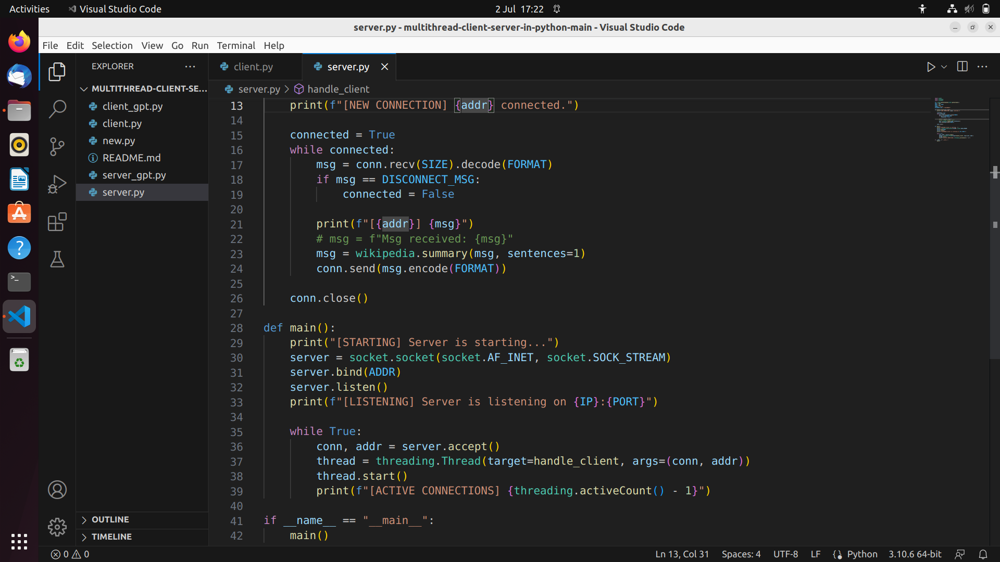 Activities
Visual Studio Code
2 Jul 17:22
server.py - multithread-client-server-in-python-main - Visual Studio Code
File Edit Selection View Go Run Terminal Help
EXPLORER
MULTITHREAD-CLIENT-SE...
client_gpt.py
client.py
new.py
README.md
server_gpt.py
server.py
OUTLINE
TIMELINE
client.py
server.py
server.py > handle_client
13 print(f"[NEW CONNECTION] {addr} connected.")
14
15 connected = True
16 while connected:
17 msg = conn.recv(SIZE).decode(FORMAT)
18 if msg == DISCONNECT_MSG:
19 connected = False
20
21 print(f"[{addr}] {msg}")
22 # msg = f"Msg received: {msg}"
23 msg = wikipedia.summary(msg, sentences=1)
24 conn.send(msg.encode(FORMAT))
25
26 conn.close()
27
28 def main():
29 print("[STARTING] Server is starting...")
30 server = socket.socket(socket.AF_INET, socket.SOCK_STREAM)
31 server.bind(ADDR)
32 server.listen()
33 print(f"[LISTENING] Server is listening on {IP}:{PORT}")
34
35 while True:
36 conn, addr = server.accept()
37 thread = threading.Thread(target=handle_client, args=(conn, addr))
38 thread.start()
39 print(f"[ACTIVE CONNECTIONS] {threading.activeCount() - 1}")
40
41 if __name__ == "__main__":
42 main()
0 0
Ln 13, Col 31 Spaces: 4 UTF-8 LF Python 3.10.6 64-bit